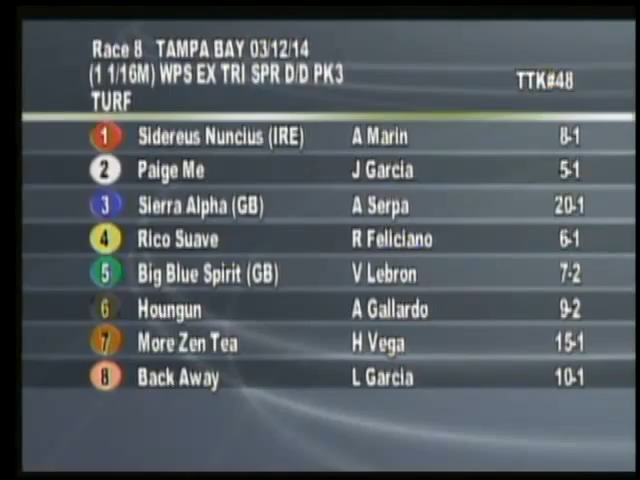 Race 8 TAMPA BAY 03/12/14
(1 1/16M) WPS EX TRI SPR D/D PK3 TTK#48
TURF
1 Sidereus Nuncius (IRE) A Marin 8-1
2 Paige Me J Garcia 5-1
3 Sierra Alpha (GB) A Serpa 20-1
4 Rico Suave R Feliciano 6-1
5 Big Blue Spirit (GB) V Lebron 7-2
6 Houngun A Gallardo 9-2
7 More Zen Tea H Vega 15-1
8 Back Away L Garcia 10-1